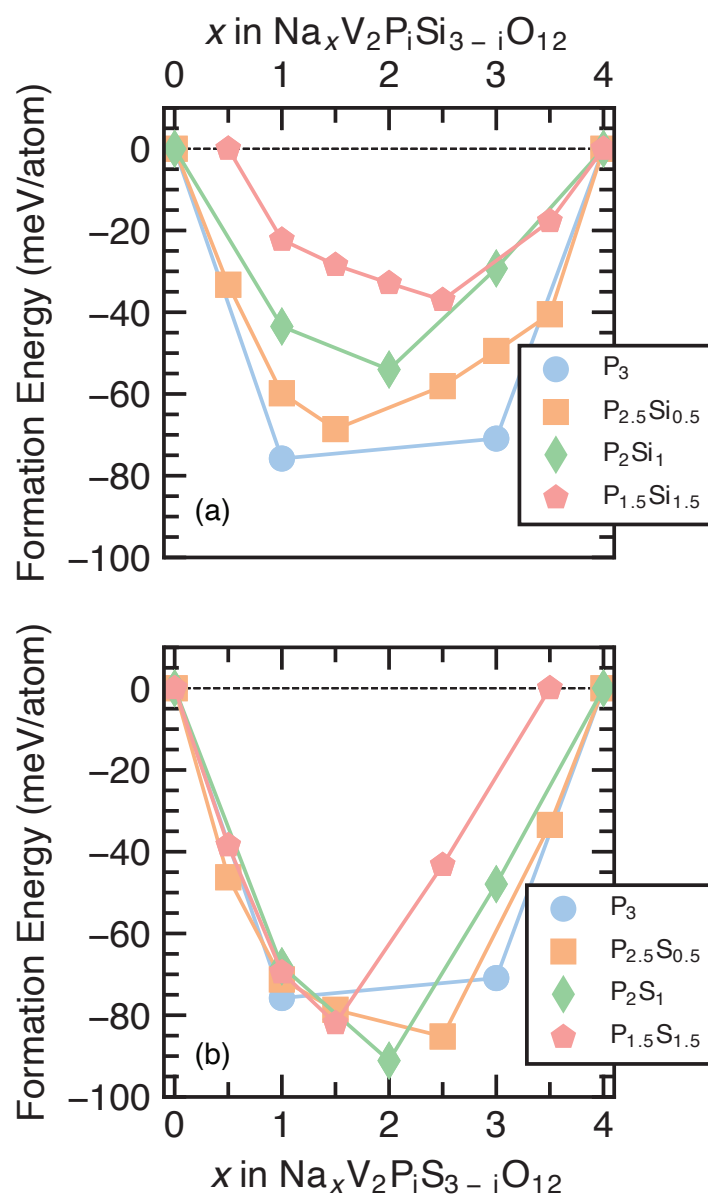 x in NaₓV₂PᵢSi₃₋ᵢO₁₂
0 1 2 3 4
Formation Energy (meV/atom)
0
−20
−40
−60
−80
−100
(a)
P₃
P₂.₅Si₀.₅
P₂Si₁
P₁.₅Si₁.₅
Formation Energy (meV/atom)
0
−20
−40
−60
−80
−100
(b)
P₃
P₂.₅S₀.₅
P₂S₁
P₁.₅S₁.₅
0 1 2 3 4
x in NaₓV₂PᵢS₃₋ᵢO₁₂